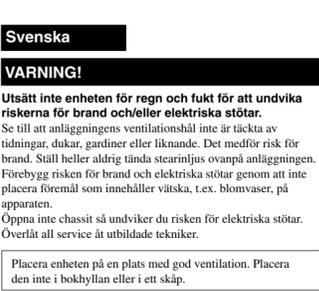 Svenska
VARNING!
Utsätt inte enheten för regn och fukt för att undvika
riskerna för brand och/eller elektriska stötar.
Se till att anläggningens ventilationshål inte är täckta av
tidningar, dukar, gardiner eller liknande. Det medför risk för
brand. Ställ heller aldrig tända stearinljus ovanpå anläggningen.
Förebygg risken för brand och elektriska stötar genom att inte
placera föremål som innehåller vätska, t.ex. blomvaser, på
apparaten.
Öppna inte chassit så undviker du risken för elektriska stötar.
Överlåt all service åt utbildade tekniker.
Placera enheten på en plats med god ventilation. Placera
den inte i bokhyllan eller i ett skåp.